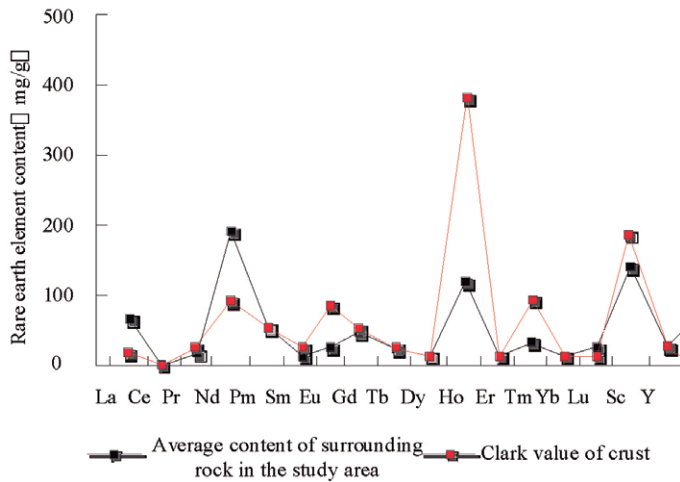 500
400
300
200
100
0
Rare earth element content□ mg/g□
La Ce Pr Nd Pm Sm Eu Gd Tb Dy Ho Er Tm Yb Lu Sc Y
Average content of surrounding
rock in the study area
Clark value of crust